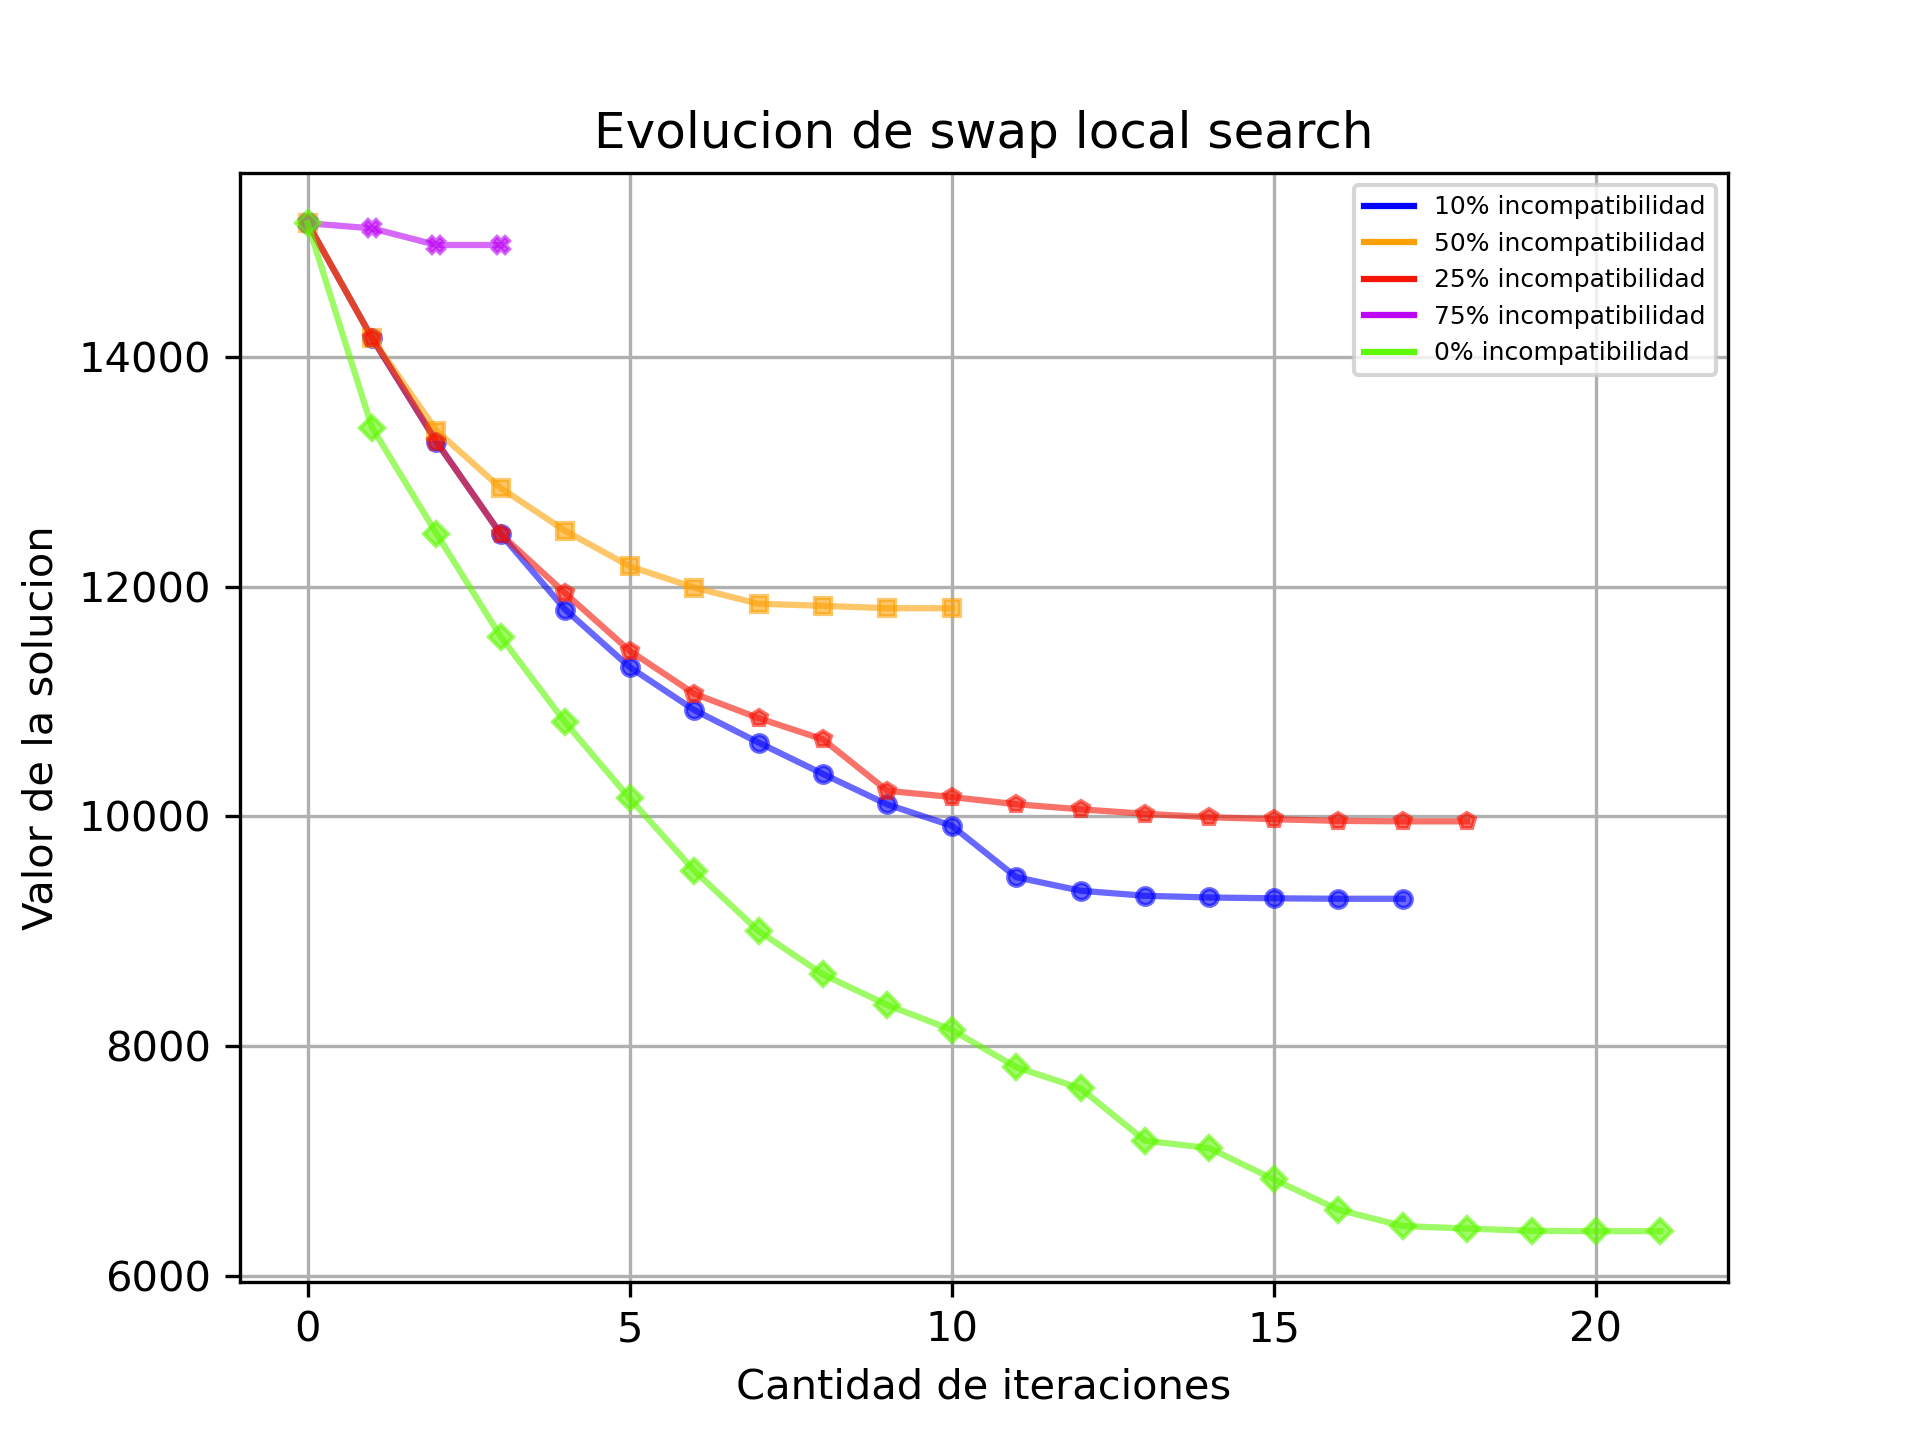 Evolucion de swap local search
10% incompatibilidad
50% incompatibilidad
25% incompatibilidad
75% incompatibilidad
0% incompatibilidad
Valor de la solucion
14000
12000
10000
8000
6000
0 5 10 15 20
Cantidad de iteraciones